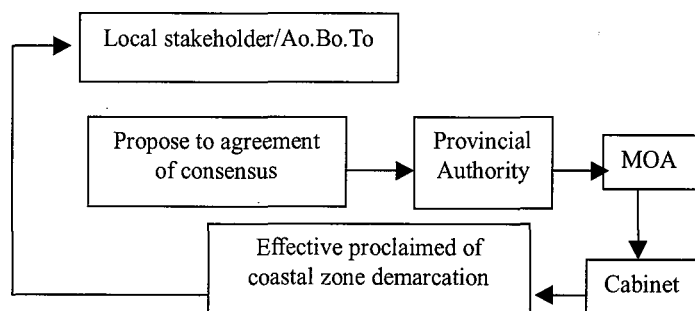 Local stakeholder/Ao.Bo.To
Propose to agreement
of consensus
Provincial
Authority
MOA
Effective proclaimed of
coastal zone demarcation
Cabinet